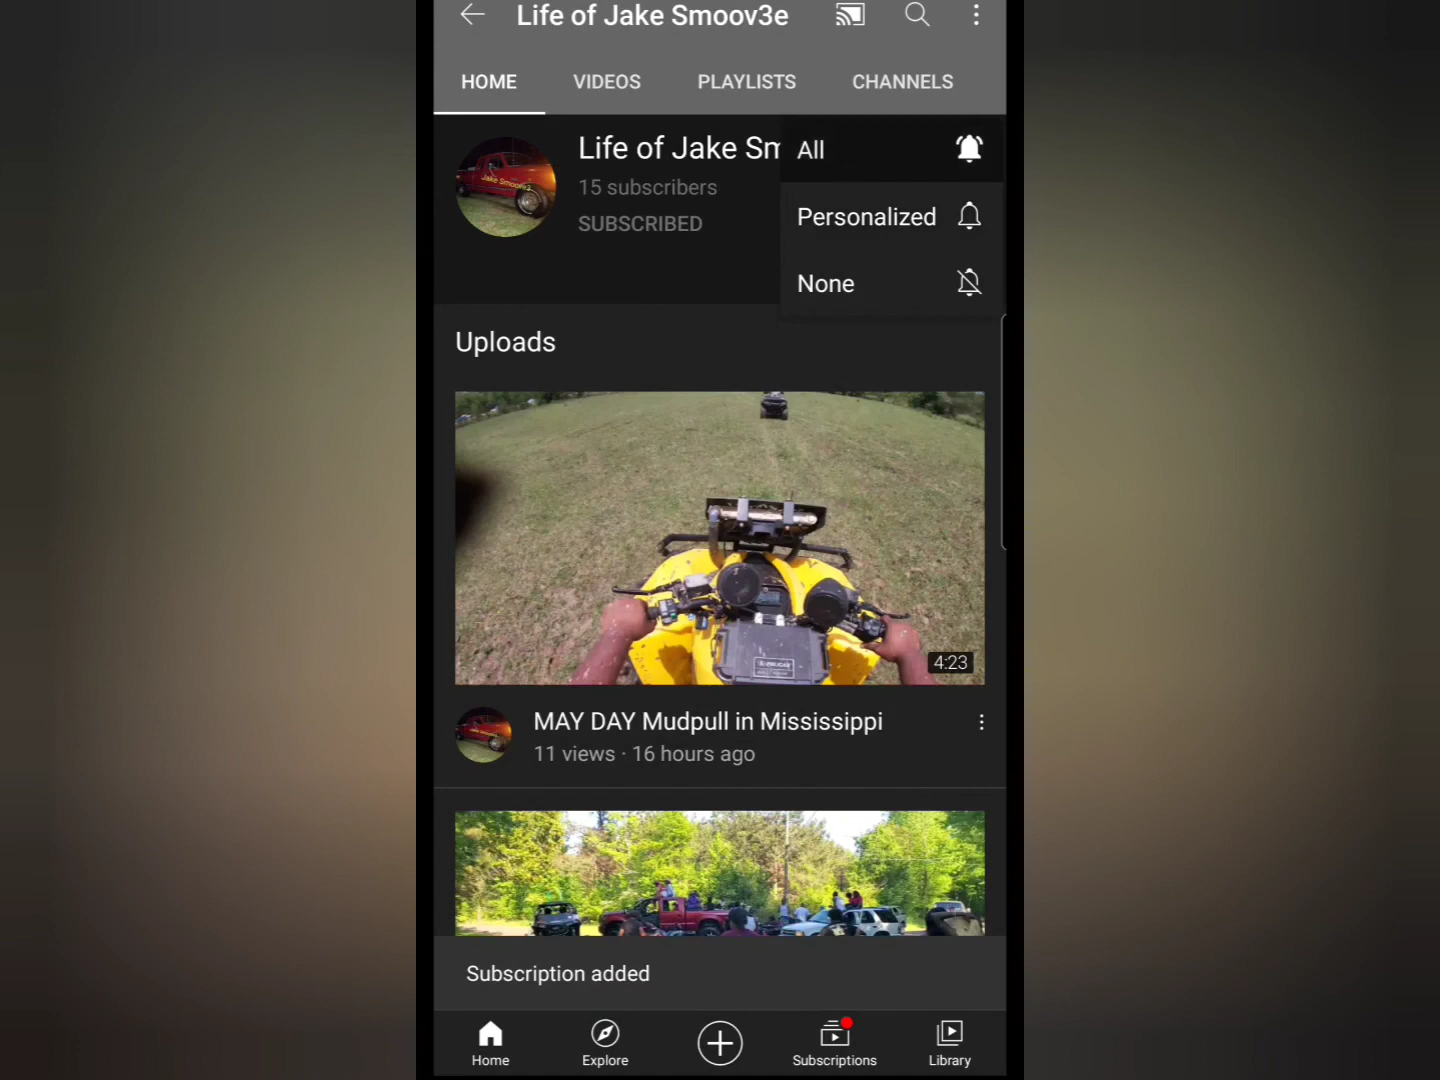 Life of Jake Smoov3e
HOME VIDEOS PLAYLISTS CHANNELS
Life of Jake Sm
15 subscribers
SUBSCRIBED
All
Personalized
None
Uploads
PELICAN
4:23
MAY DAY Mudpull in Mississippi
11 views · 16 hours ago
Subscription added
Home Explore Subscriptions Library